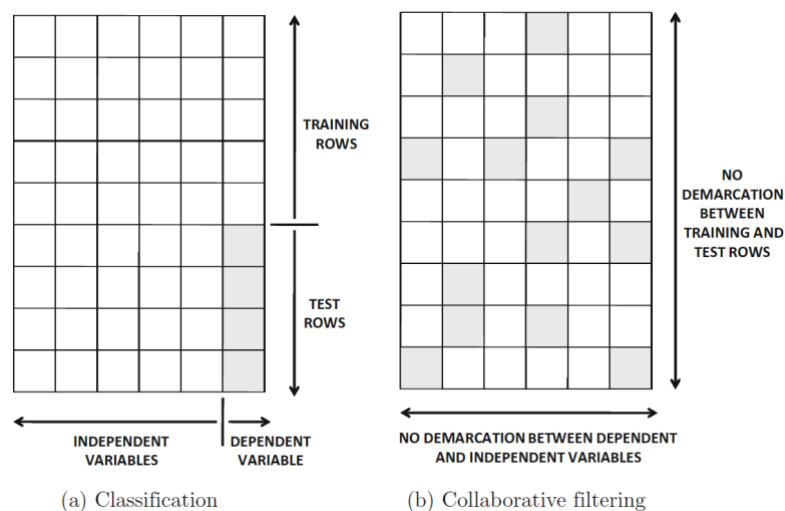 TRAINING
ROWS
TEST
ROWS
INDEPENDENT
VARIABLES
DEPENDENT
VARIABLE
(a) Classification
NO
DEMARCATION
BETWEEN
TRAINING AND
TEST ROWS
NO DEMARCATION BETWEEN DEPENDENT
AND INDEPENDENT VARIABLES
(b) Collaborative filtering